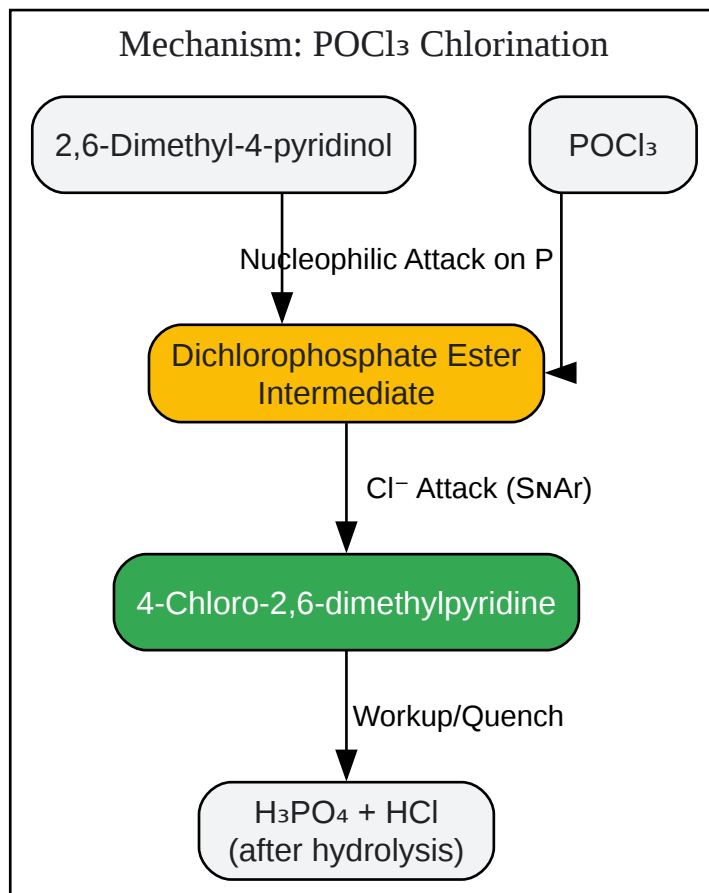 Mechanism: POCl₃ Chlorination
2,6-Dimethyl-4-pyridinol
POCl₃
Nucleophilic Attack on P
Dichlorophosphate Ester
Intermediate
Cl⁻ Attack (SɴAr)
4-Chloro-2,6-dimethylpyridine
Workup/Quench
H₃PO₄ + HCl
(after hydrolysis)